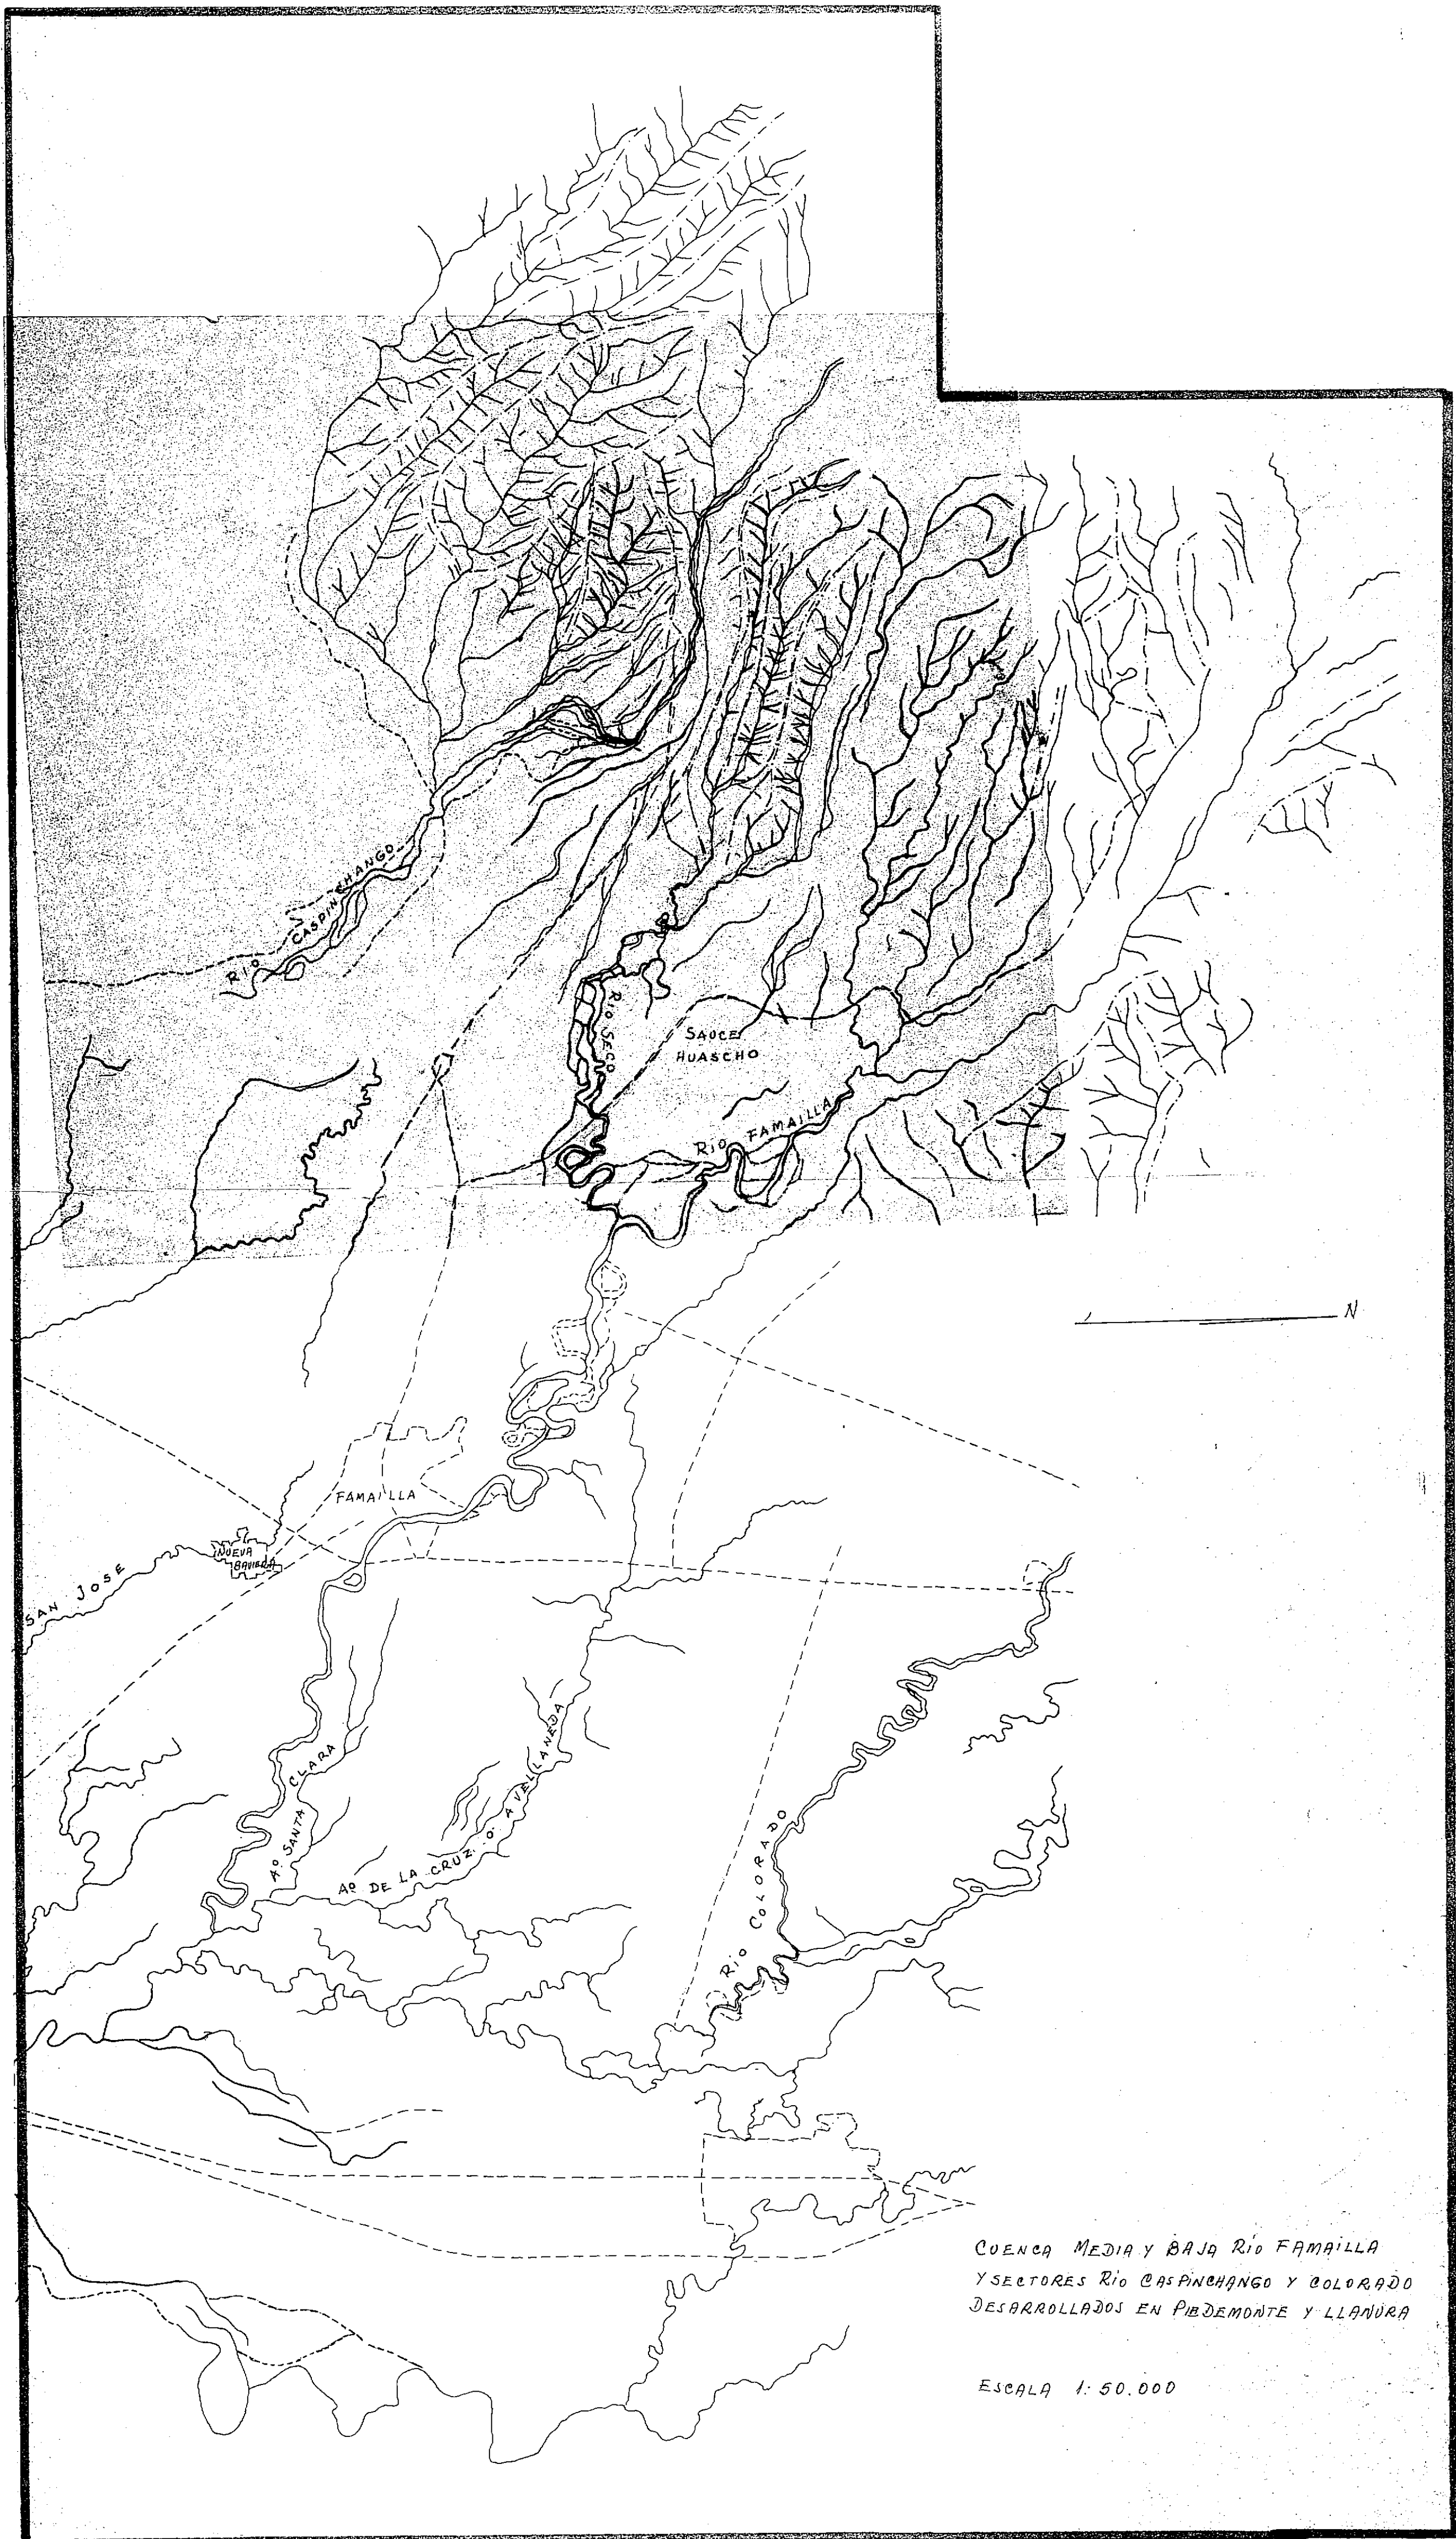 RIO CASPINCHANGO
RIO SECO
SAUCE
HUASCHO
RIO FAMAILLA
N
FAMAILLA
NUEVA
BAVIERA
SAN JOSE
Aº SANTA CLARA
Aº DE LA CRUZ O AVELLANEDA
RIO COLORADO
CUENCA MEDIA Y BAJA RÍO FAMAILLA
Y SECTORES RÍO CASPINCHANGO Y COLORADO
DESARROLLADOS EN PIEDEMONTE Y LLANURA
ESCALA 1:50.000